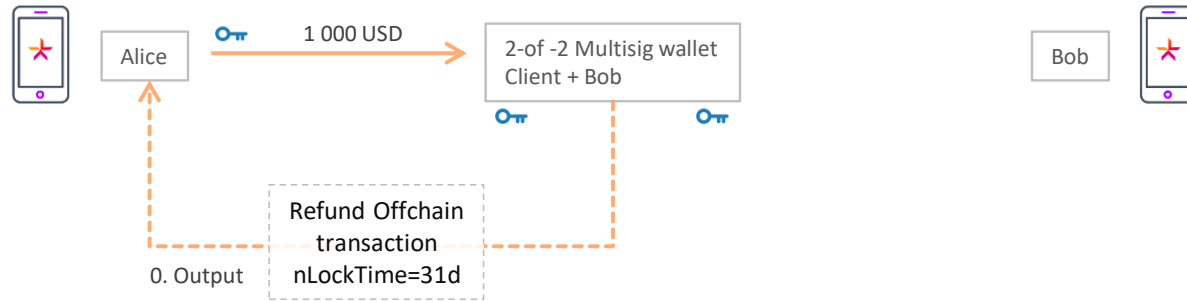 1 000 USD
Alice
2-of -2 Multisig wallet
Client + Bob
Bob
Refund Offchain
transaction
nLockTime=31d
0. Output